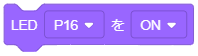 LED P16 を ON